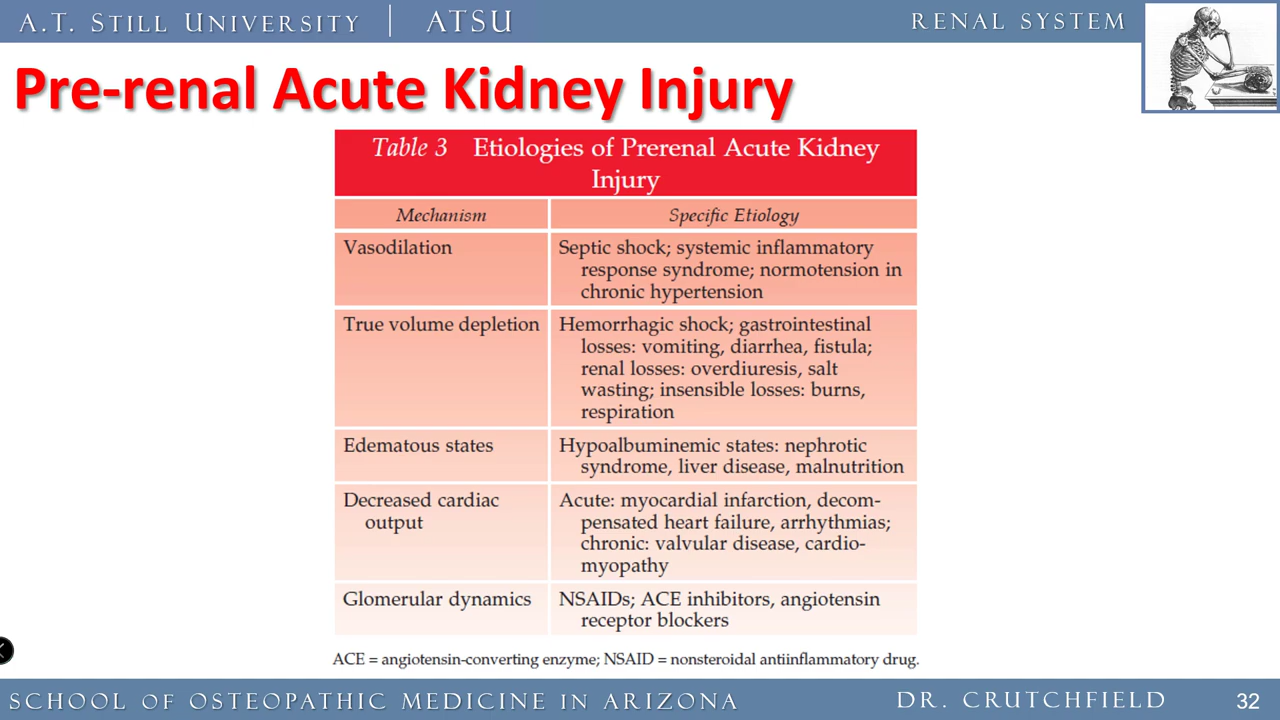 A.T. STILL UNIVERSITY | ATSU
RENAL SYSTEM
Pre-renal Acute Kidney Injury
Table 3 Etiologies of Prerenal Acute Kidney
Injury
Mechanism
Specific Etiology
Vasodilation
Septic shock; systemic inflammatory
response syndrome; normotension in
chronic hypertension
True volume depletion
Hemorrhagic shock; gastrointestinal
losses: vomiting, diarrhea, fistula;
renal losses: overdiuresis, salt
wasting; insensible losses: burns,
respiration
Edematous states
Hypoalbuminemic states: nephrotic
syndrome, liver disease, malnutrition
Decreased cardiac
output
Acute: myocardial infarction, decom-
pensated heart failure, arrhythmias;
chronic: valvular disease, cardio-
myopathy
Glomerular dynamics
NSAIDs; ACE inhibitors, angiotensin
receptor blockers
ACE = angiotensin-converting enzyme; NSAID = nonsteroidal antiinflammatory drug.
SCHOOL OF OSTEOPATHIC MEDICINE IN ARIZONA
DR. CRUTCHFIELD
32